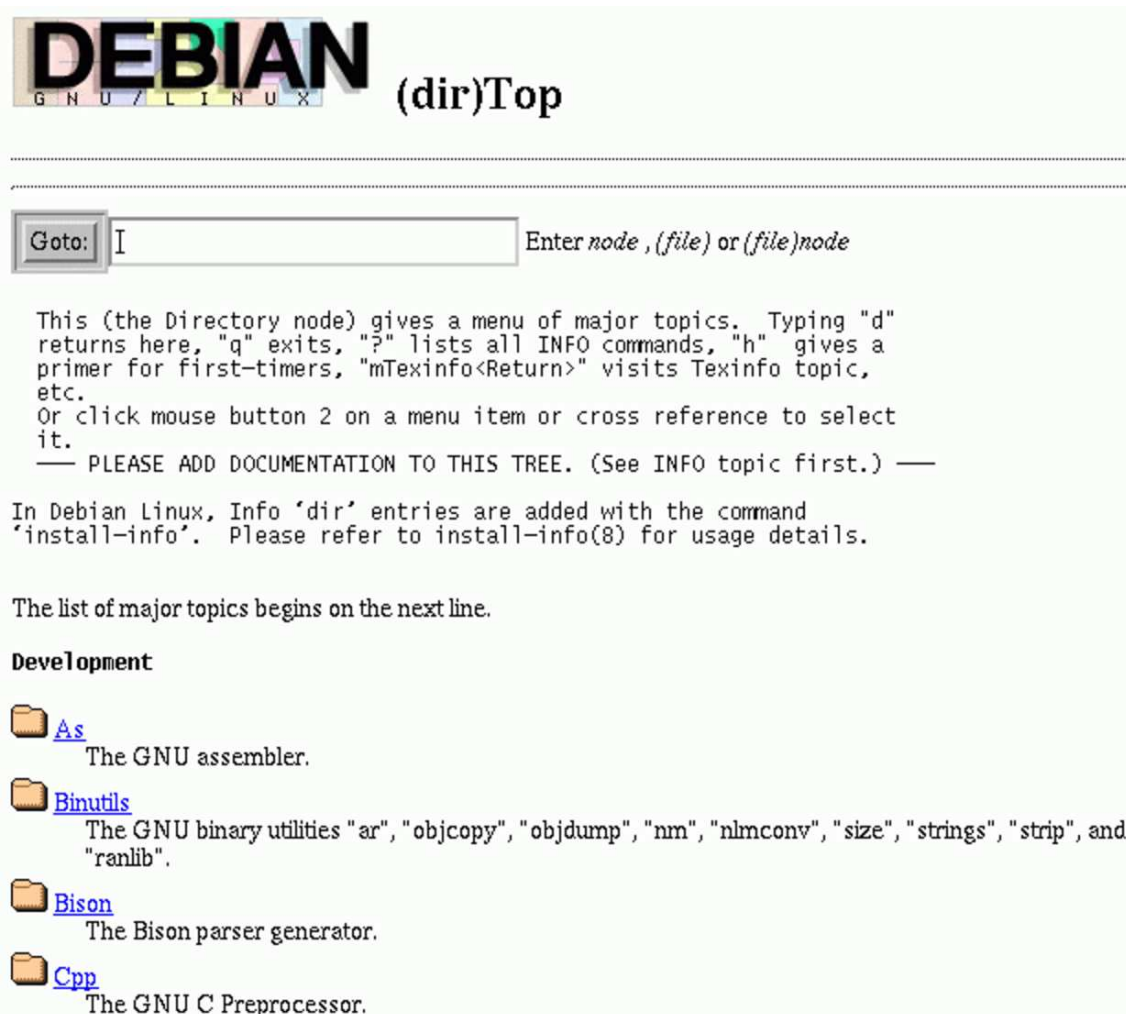 DEBIAN
GNU/LINUX
(dir)Top
Goto: Enter node , (file) or (file)node
This (the Directory node) gives a menu of major topics.  Typing "d"
returns here, "q" exits, "?" lists all INFO commands, "h"  gives a
primer for first-timers, "mTexinfo<Return>" visits Texinfo topic,
etc.
Or click mouse button 2 on a menu item or cross reference to select
it.
--- PLEASE ADD DOCUMENTATION TO THIS TREE. (See INFO topic first.) ---
In Debian Linux, Info ‘dir’ entries are added with the command
‘install-info’.  Please refer to install-info(8) for usage details.
The list of major topics begins on the next line.
Development
As
The GNU assembler.
Binutils
The GNU binary utilities "ar", "objcopy", "objdump", "nm", "nlmconv", "size", "strings", "strip", and
"ranlib".
Bison
The Bison parser generator.
Cpp
The GNU C Preprocessor.